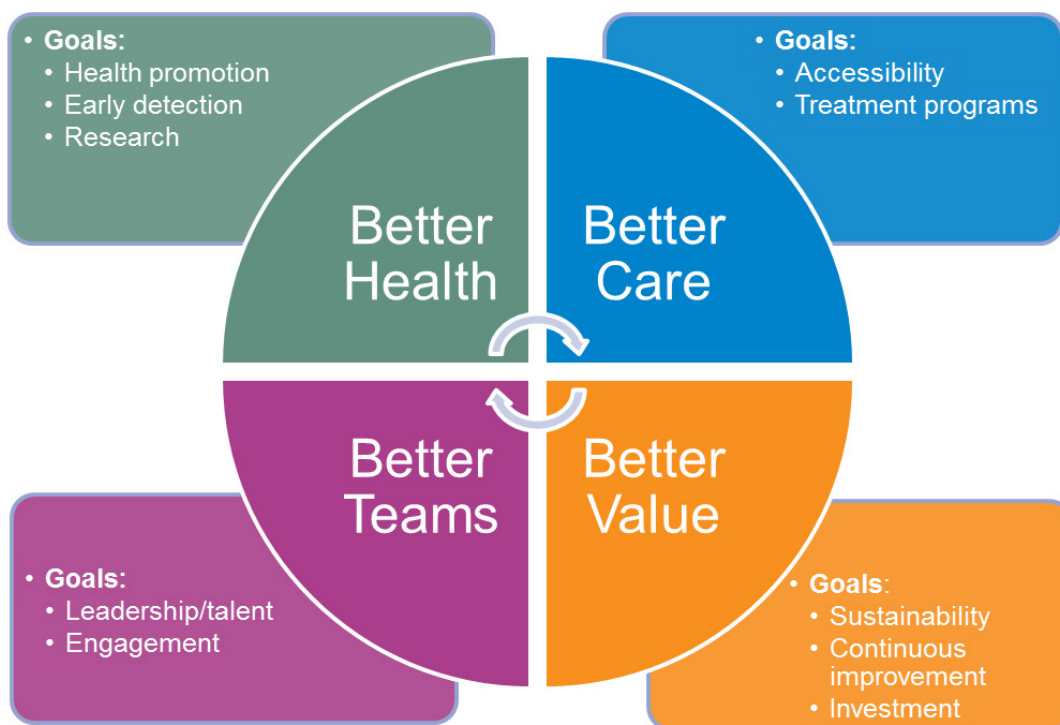 • Goals:
• Health promotion
• Early detection
• Research
Better
Health
• Goals:
• Accessibility
• Treatment programs
Better
Care
Better
Teams
• Goals:
• Leadership/talent
• Engagement
Better
Value
• Goals:
• Sustainability
• Continuous
improvement
• Investment